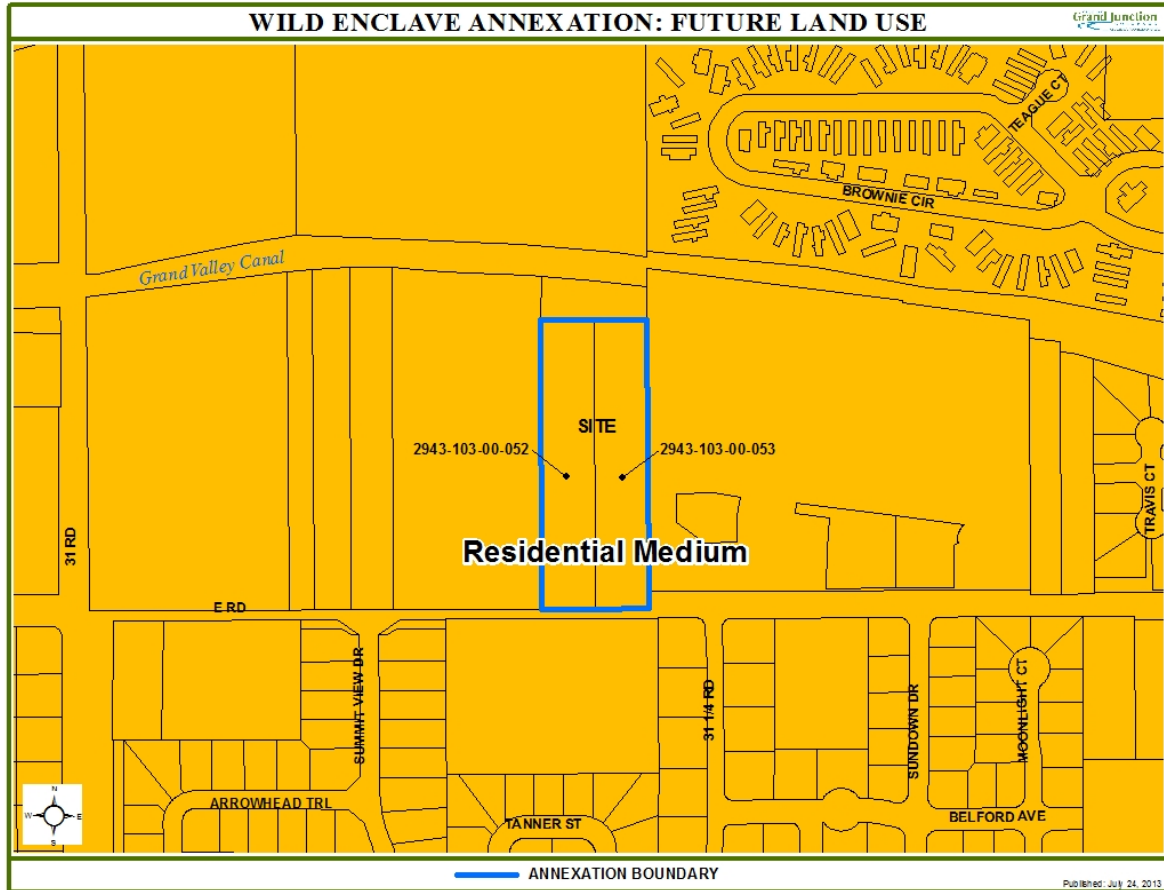 WILD ENCLAVE ANNEXATION: FUTURE LAND USE
Grand Junction
TEAGUE CT
BROWNIE CIR
Grand Valley Canal
SITE
2943-103-00-052
2943-103-00-053
TRAVIS CT
31 RD
Residential Medium
E RD
SUMMIT VIEW DR
31 1/4 RD
SUNDOWN DR
MOONLIGHT CT
ARROWHEAD TRL
TANNER ST
BELFORD AVE
N
W
E
S
ANNEXATION BOUNDARY
Published: July 24, 2013